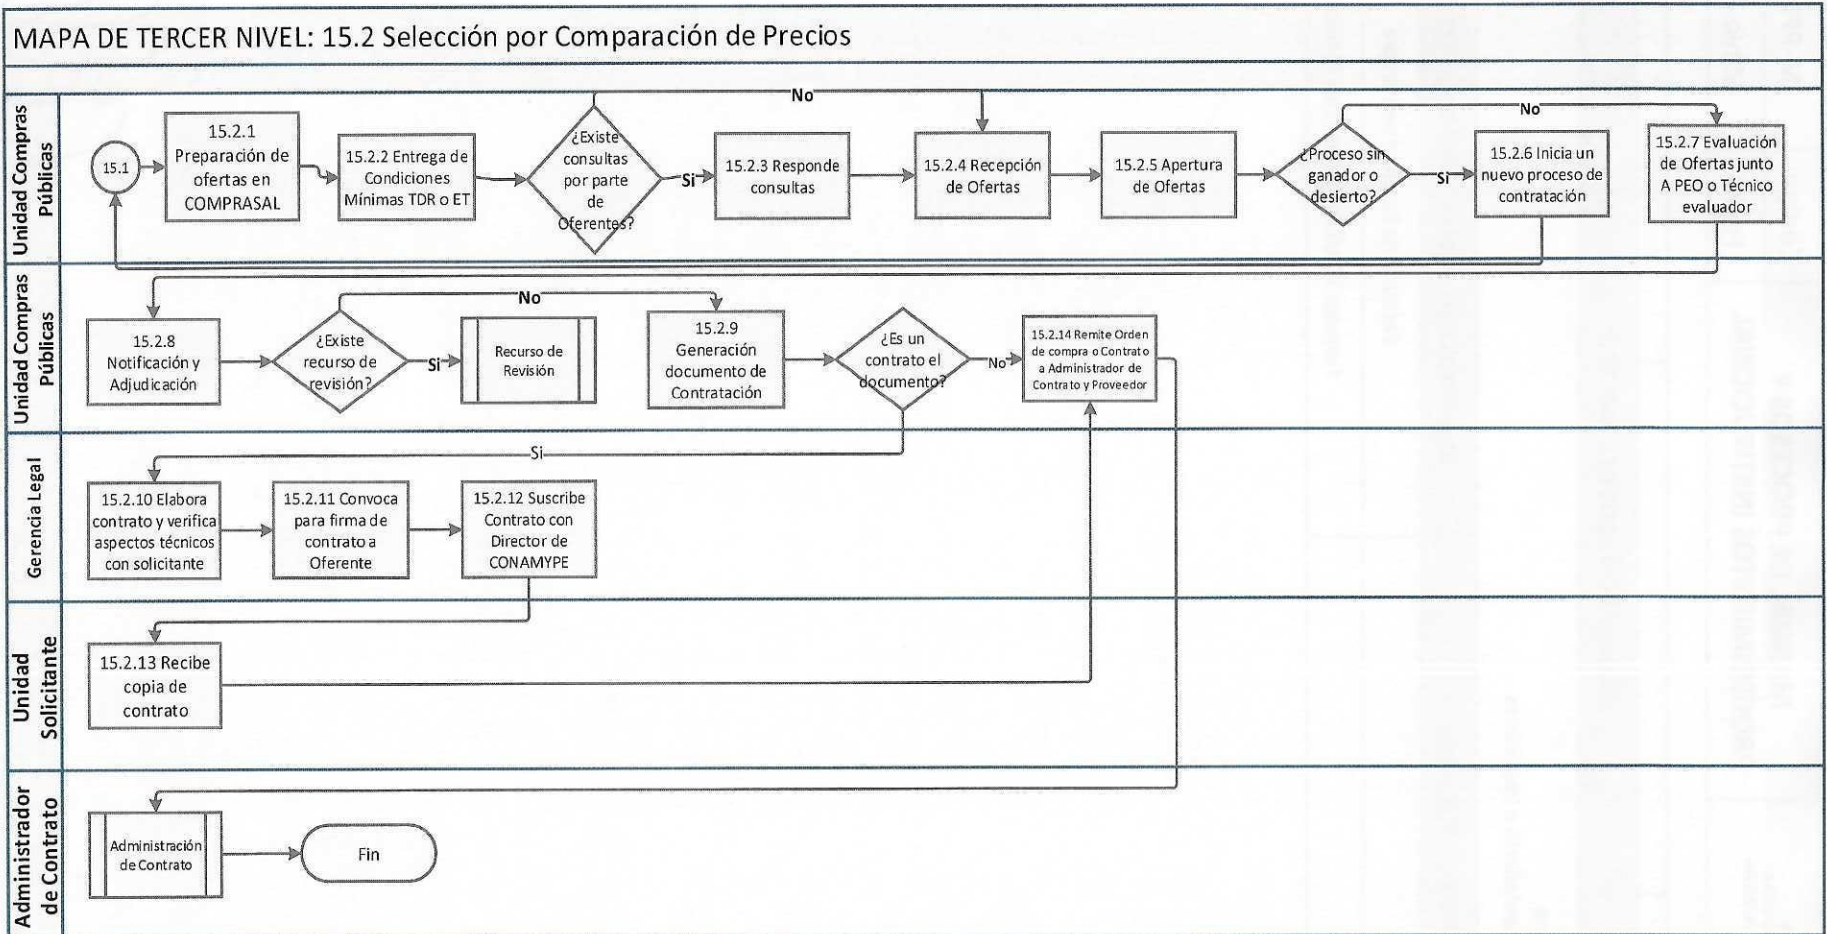 MAPA DE TERCER NIVEL: 15.2 Selección por Comparación de Precios
Unidad Compras
Públicas
15.1
15.2.1
Preparación de
ofertas en
COMPRASAL
15.2.2 Entrega de
Condiciones
Mínimas TDR o ET
¿Existe
consultas
por parte
de
Oferentes?
No
Si
15.2.3 Responde
consultas
15.2.4 Recepción
de Ofertas
15.2.5 Apertura
de Ofertas
¿Proceso sin
ganador o
desierto?
No
Si
15.2.6 Inicia un
nuevo proceso de
contratación
15.2.7 Evaluación
de Ofertas junto
A PEO o Técnico
evaluador
Unidad Compras
Públicas
15.2.8
Notificación y
Adjudicación
¿Existe
recurso de
revisión?
No
Si
Recurso de
Revisión
15.2.9
Generación
documento de
Contratación
¿Es un
contrato el
documento?
No
15.2.14 Remite Orden
de compra o Contrato
a Administrador de
Contrato y Proveedor
Gerencia Legal
Si
15.2.10 Elabora
contrato y verifica
aspectos técnicos
con solicitante
15.2.11 Convoca
para firma de
contrato a
Oferente
15.2.12 Suscribe
Contrato con
Director de
CONAMYPE
Unidad
Solicitante
15.2.13 Recibe
copia de
contrato
Administrador
de Contrato
Administración
de Contrato
Fin